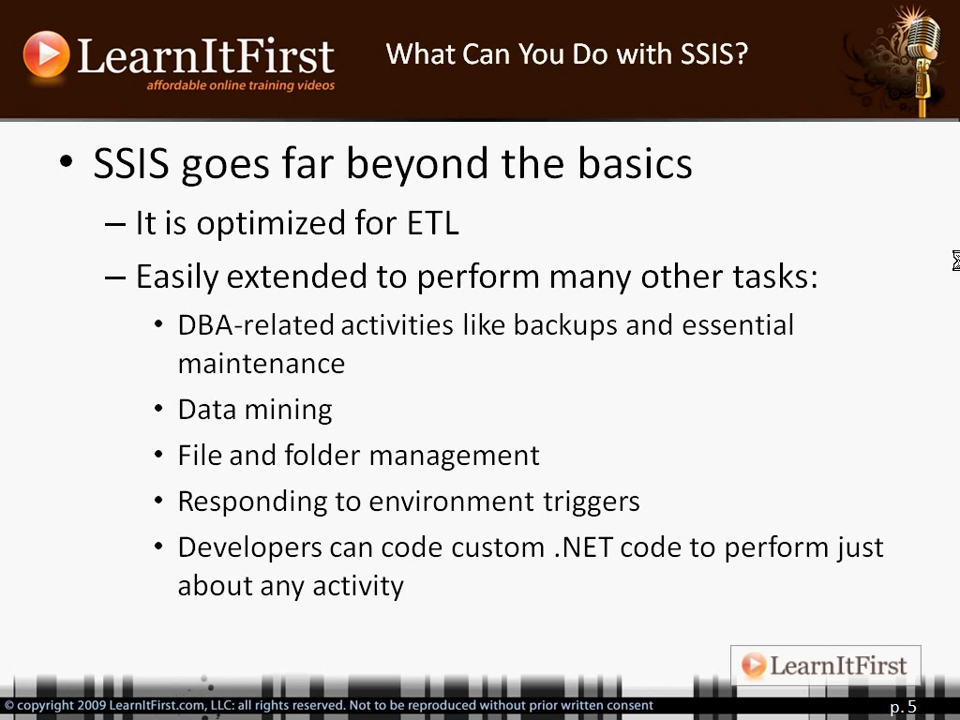 LearnItFirst
affordable online training videos
What Can You Do with SSIS?
• SSIS goes far beyond the basics
– It is optimized for ETL
– Easily extended to perform many other tasks:
• DBA-related activities like backups and essential
maintenance
• Data mining
• File and folder management
• Responding to environment triggers
• Developers can code custom .NET code to perform just
about any activity
LearnItFirst
© copyright 2009 LearnItFirst.com, LLC: all rights reserved. Not to be reproduced without prior written consent
p.5